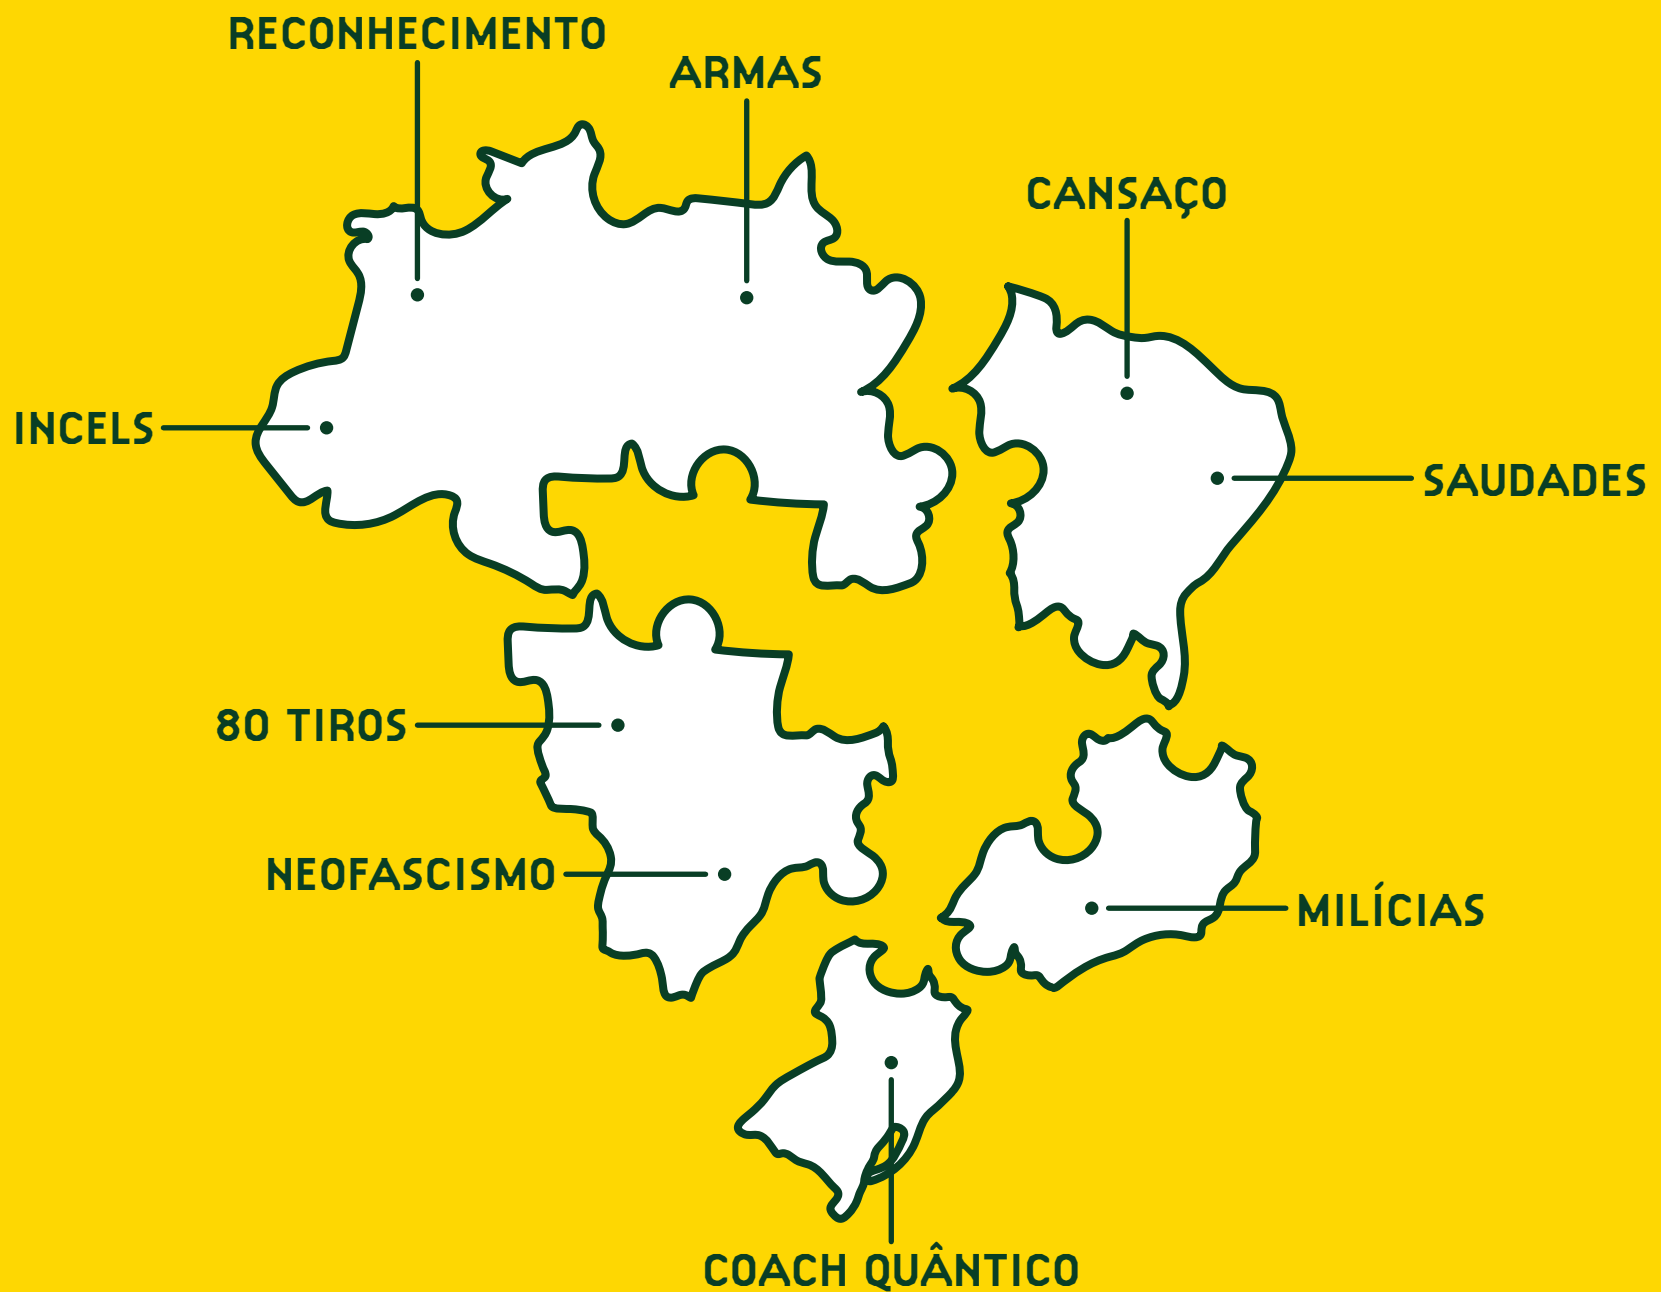 RECONHECIMENTO
ARMAS
CANSAÇO
INCELS
SAUDADES
80 TIROS
NEOFASCISMO
MILÍCIAS
COACH QUÂNTICO